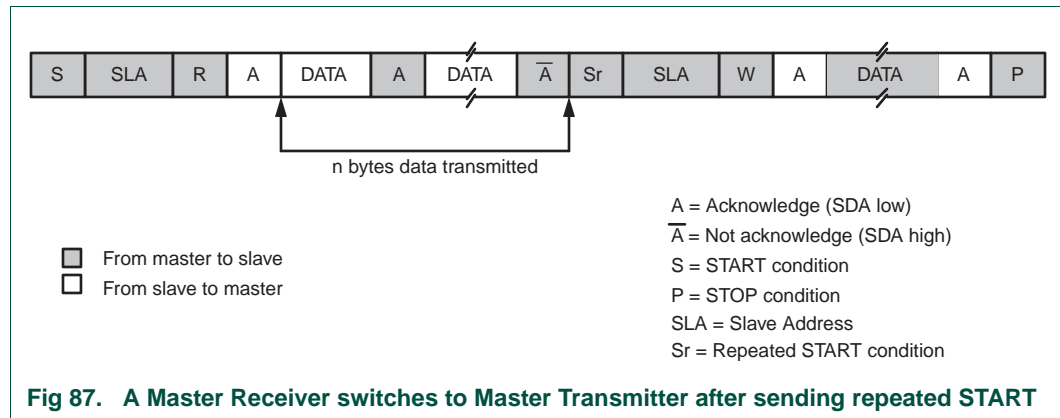 S SLA R A DATA A DATA A̅ Sr SLA W A DATA A P
n bytes data transmitted
A = Acknowledge (SDA low)
A̅ = Not acknowledge (SDA high)
S = START condition
P = STOP condition
SLA = Slave Address
Sr = Repeated START condition
From master to slave
From slave to master
Fig 87. A Master Receiver switches to Master Transmitter after sending repeated START